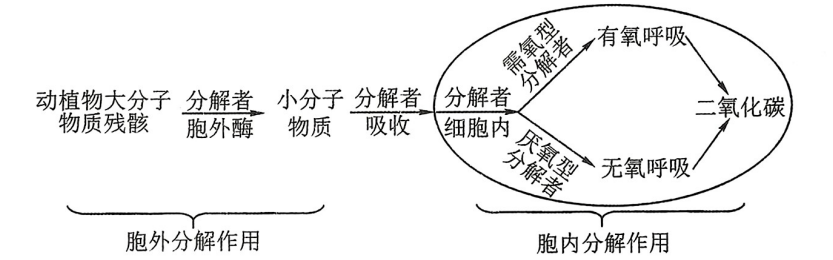 动植物大分子
物质残骸
分解者
胞外酶
小分子
物质
分解者
吸收
分解者
细胞内
需氧型
分解者
有氧呼吸
厌氧型
分解者
无氧呼吸
二氧化碳
胞外分解作用
胞内分解作用